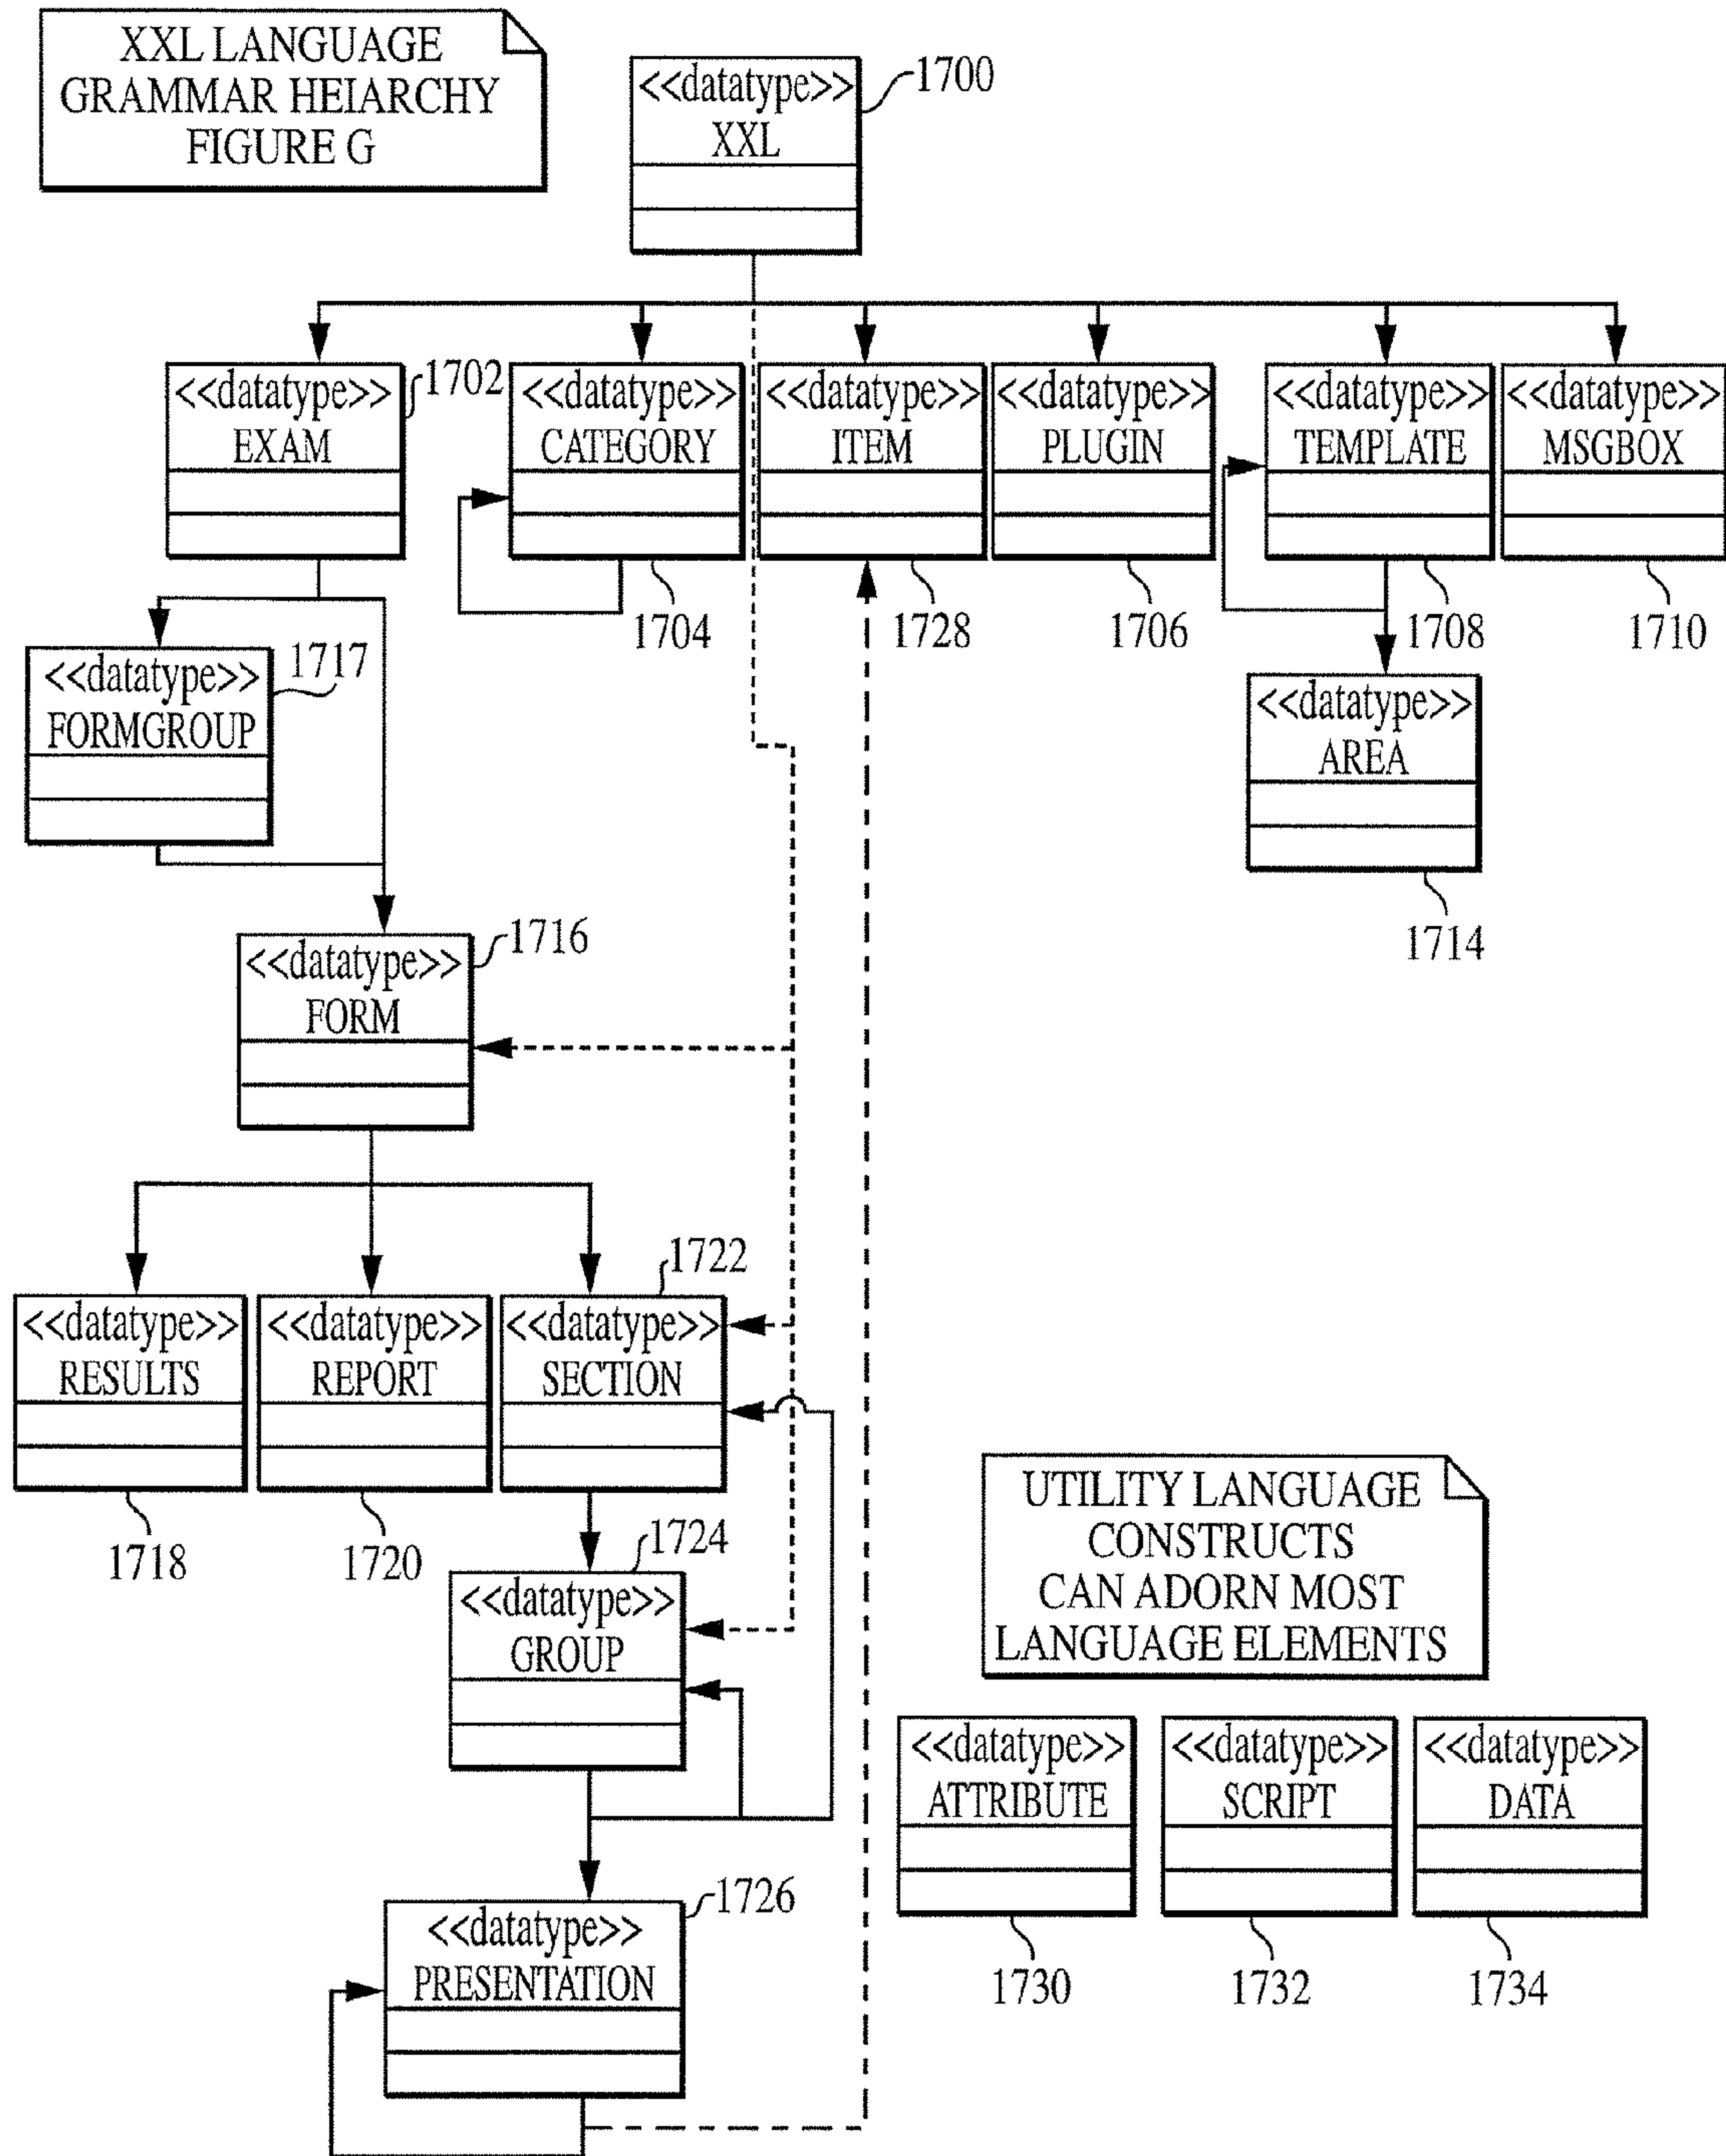 XXL LANGUAGE
GRAMMAR HEIARCHY
FIGURE G
<<datatype>>
XXL
1700
<<datatype>>
EXAM
1702
<<datatype>>
CATEGORY
1704
<<datatype>>
ITEM
1728
<<datatype>>
PLUGIN
1706
<<datatype>>
TEMPLATE
1708
<<datatype>>
MSGBOX
1710
<<datatype>>
FORMGROUP
1717
<<datatype>>
AREA
1714
<<datatype>>
FORM
1716
<<datatype>>
RESULTS
1718
<<datatype>>
REPORT
1720
<<datatype>>
SECTION
1722
<<datatype>>
GROUP
1724
UTILITY LANGUAGE
CONSTRUCTS
CAN ADORN MOST
LANGUAGE ELEMENTS
<<datatype>>
ATTRIBUTE
1730
<<datatype>>
SCRIPT
1732
<<datatype>>
DATA
1734
<<datatype>>
PRESENTATION
1726